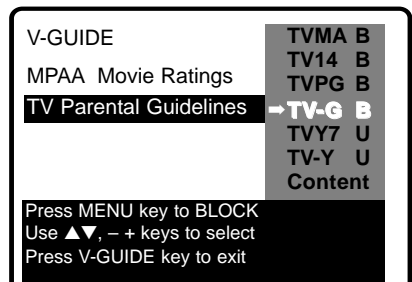 V-GUIDE
MPAA Movie Ratings
TV Parental Guidelines
TVMA B
TV14 B
TVPG B
➡TV-G B
TVY7 U
TV-Y U
Content
Press MENU key to BLOCK
Use ▲▼, – + keys to select
Press V-GUIDE key to exit